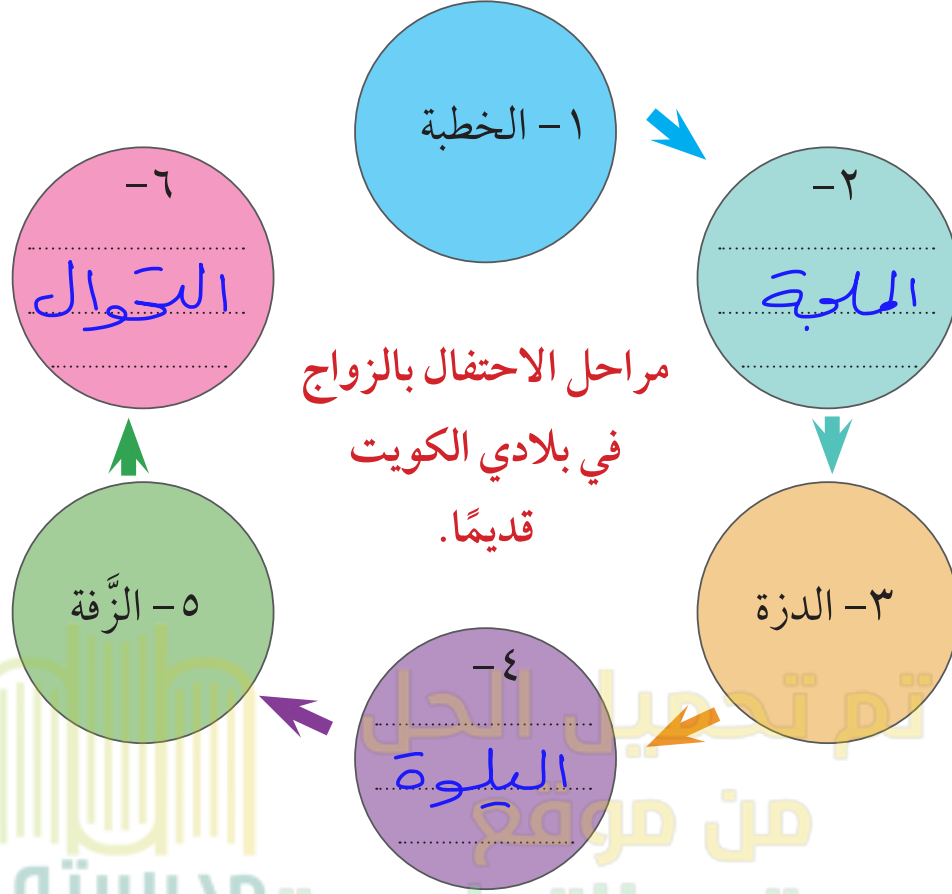 ١- الخطبة
٢-
الملجة
٣- الدزة
٤-
اليلوة
٥- الزَّفة
٦-
التحوال
مراحل الاحتفال بالزواج
في بلادي الكويت
قديمًا.
تم تحميل الحل
من موقع